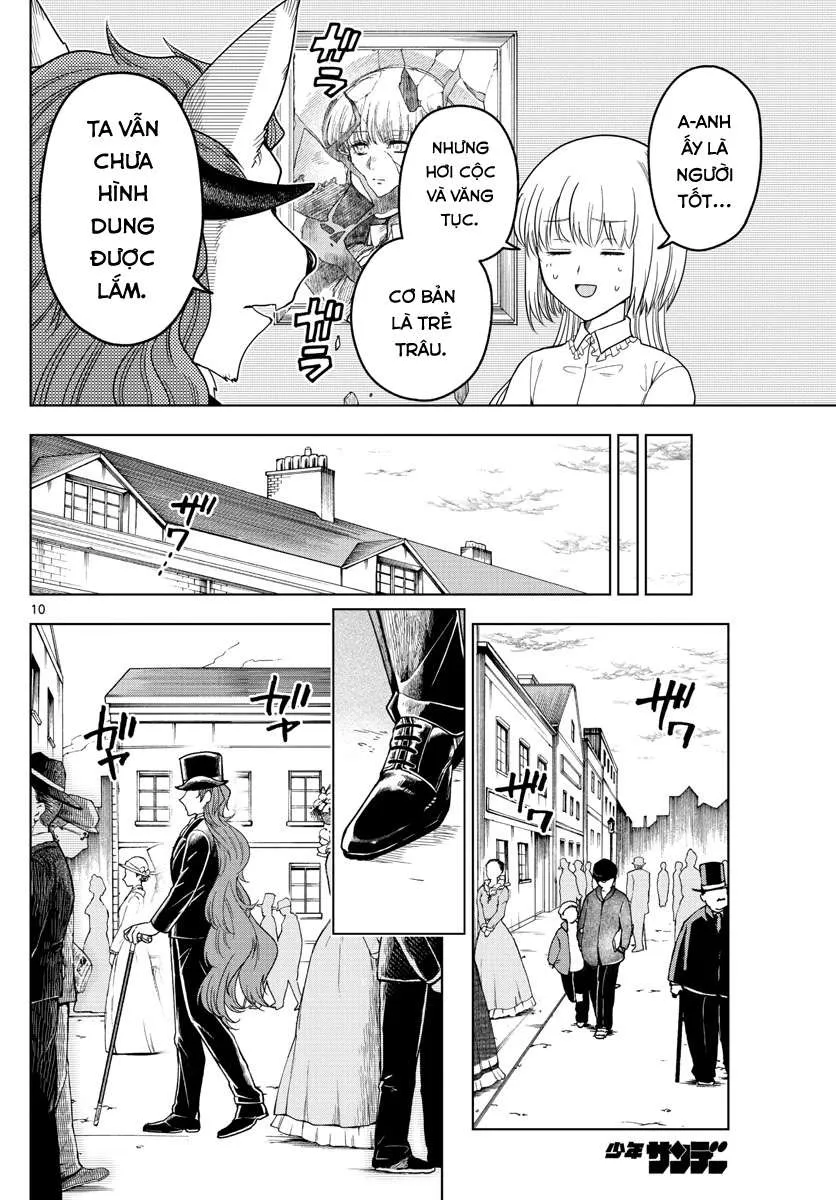 A-ANH
ẤY LÀ
NGƯỜI
TỐT...
NHƯNG
HƠI CỘC
VÀ VĂNG
TỤC.
CƠ BẢN
LÀ TRẺ
TRÂU.
TA VẪN
CHƯA
HÌNH
DUNG
ĐƯỢC
LẮM.
ガラ
ガラ
ザワ
10
ザワ
ザワ
ガヤ
ガヤ
少年サンデー